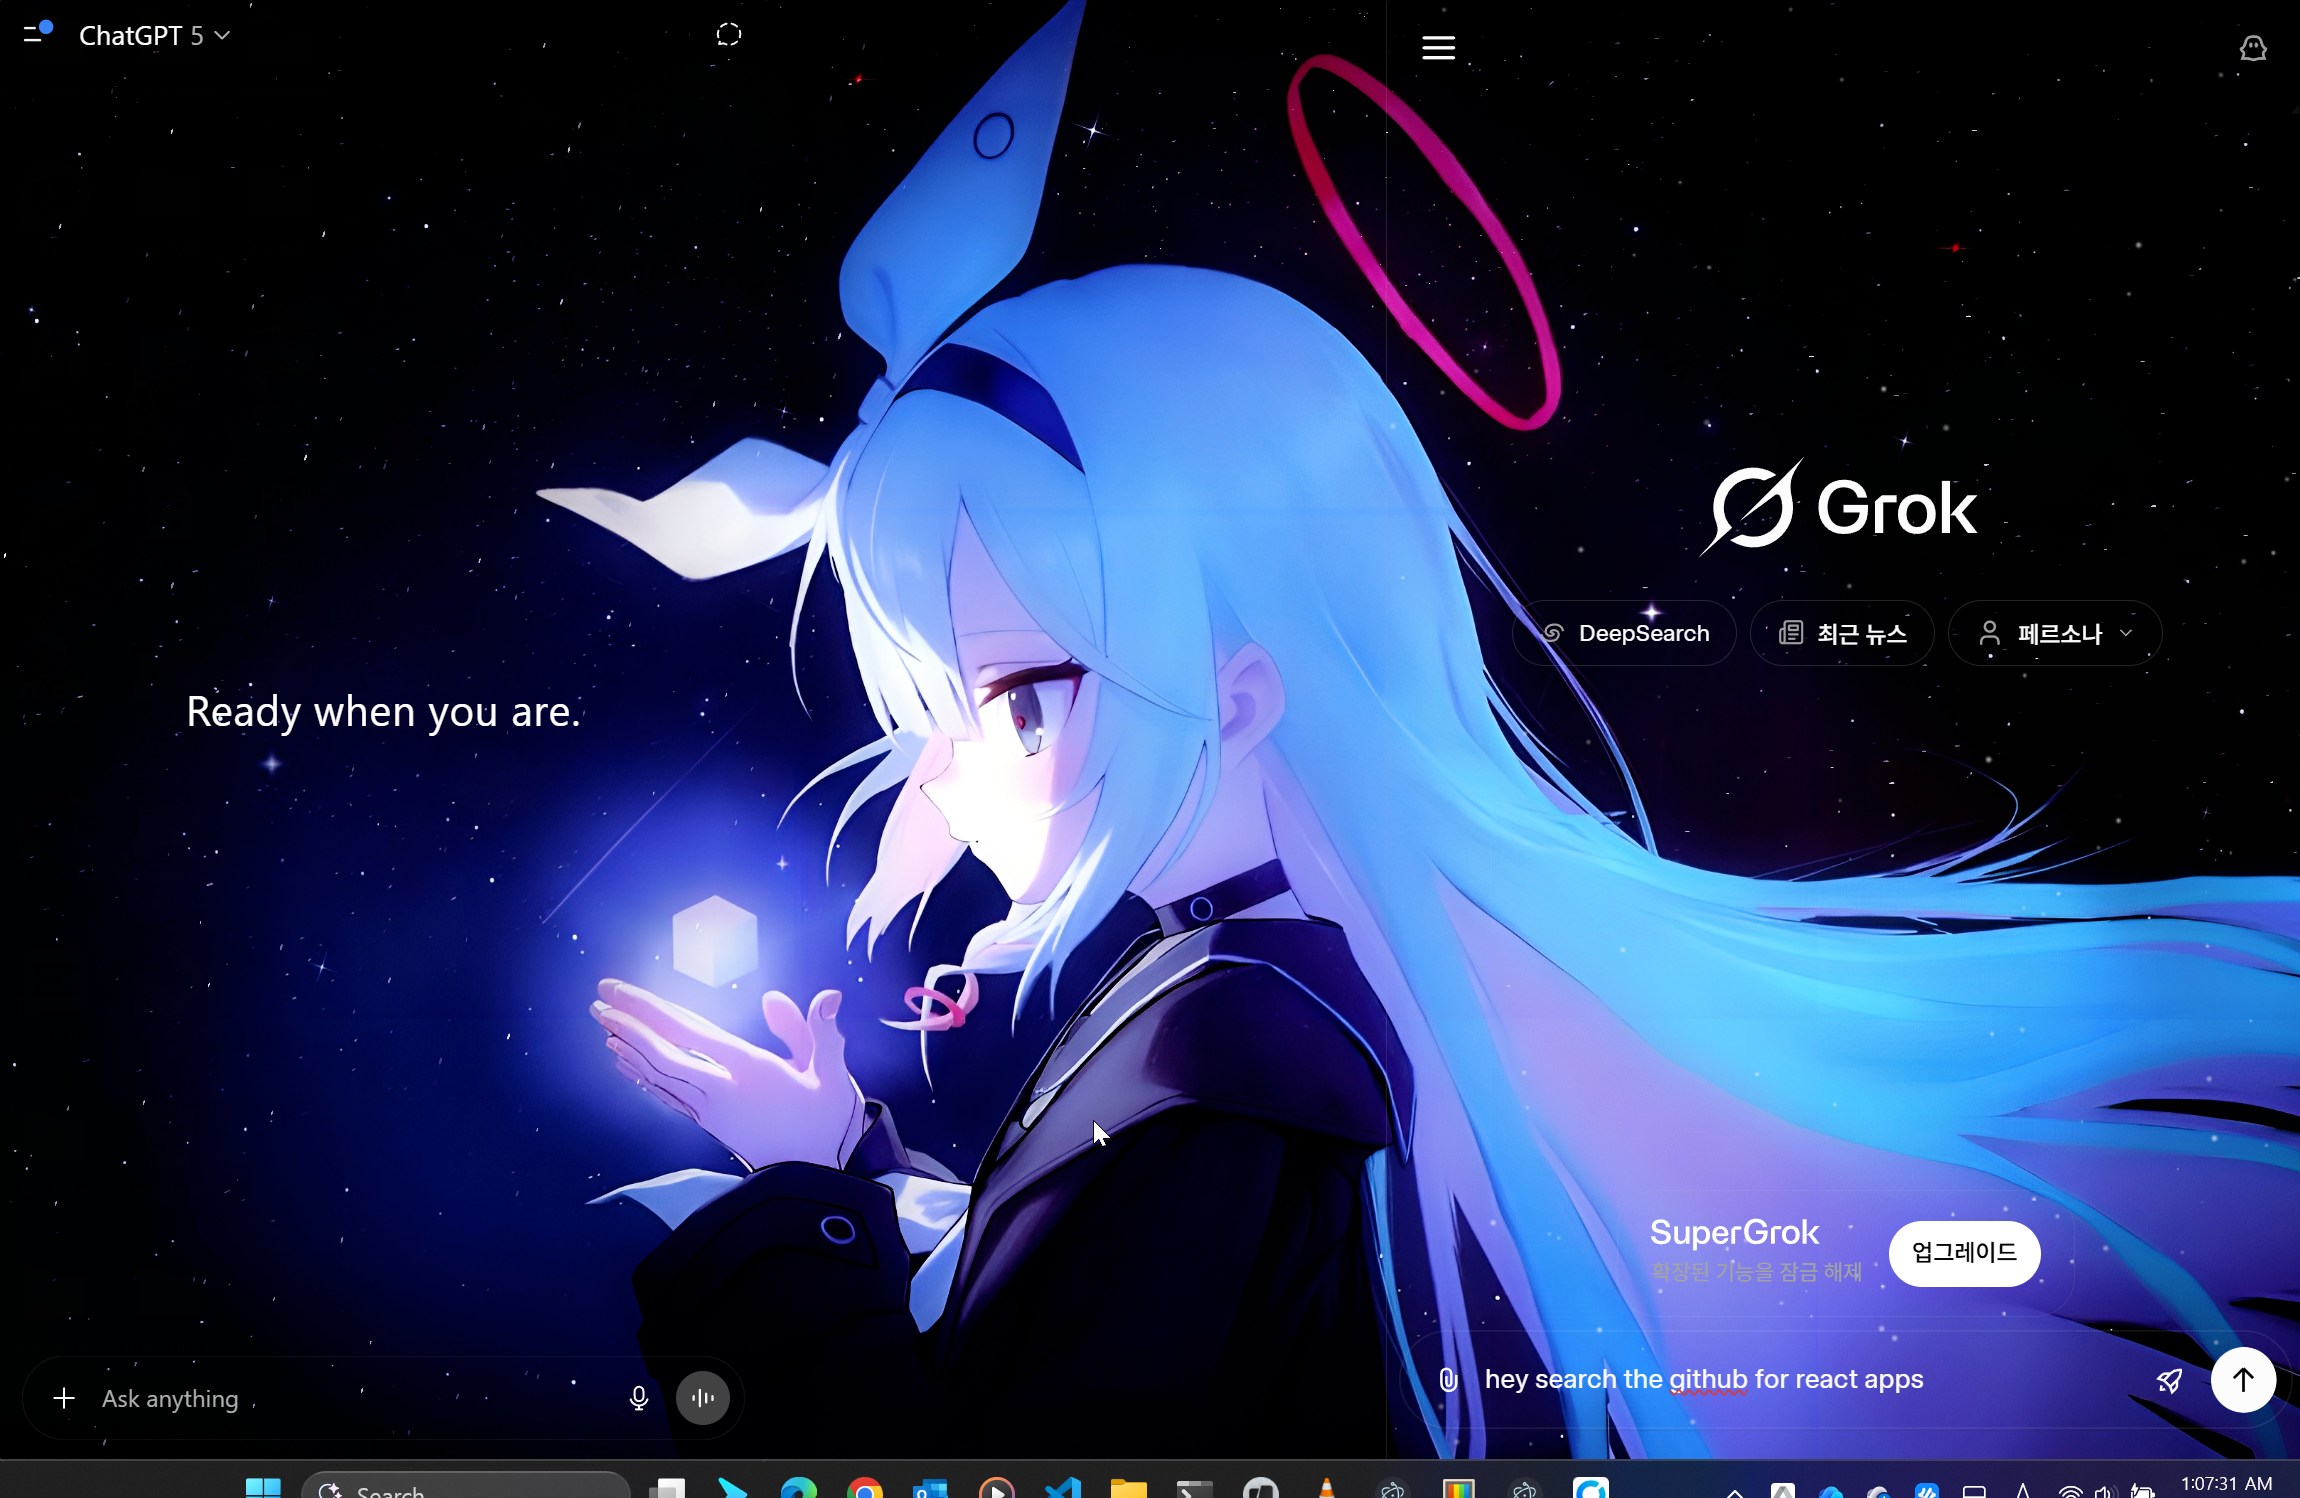 ChatGPT 5
Ready when you are.
Ask anything
Grok
DeepSearch
최근 뉴스
페르소나
SuperGrok
확장된 기능을 잠금 해제
업그레이드
hey search the github for react apps
Search
1:07:31 AM